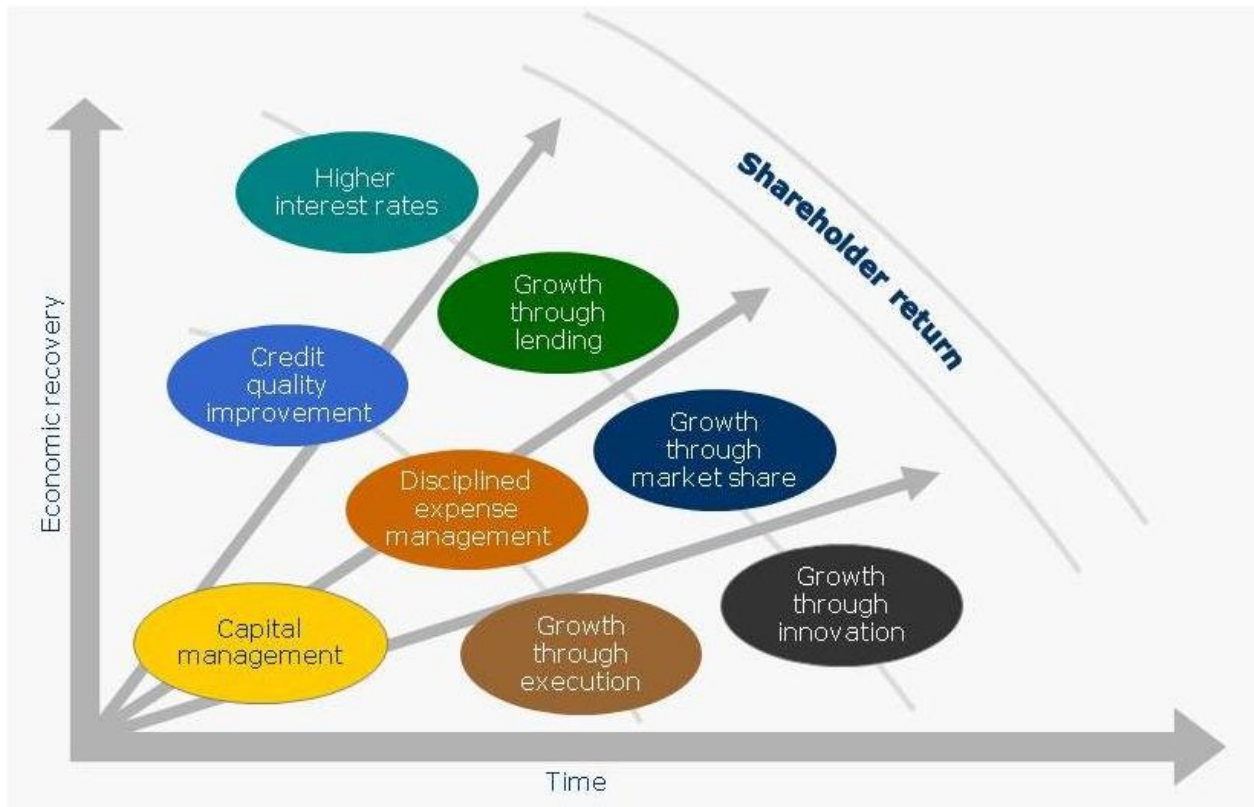 Higher
interest rates
Shareholder return
Growth
through
lending
Economic recovery
Credit
quality
improvement
Growth
through
market share
Disciplined
expense
management
Growth
through
innovation
Capital
management
Growth
through
execution
Time